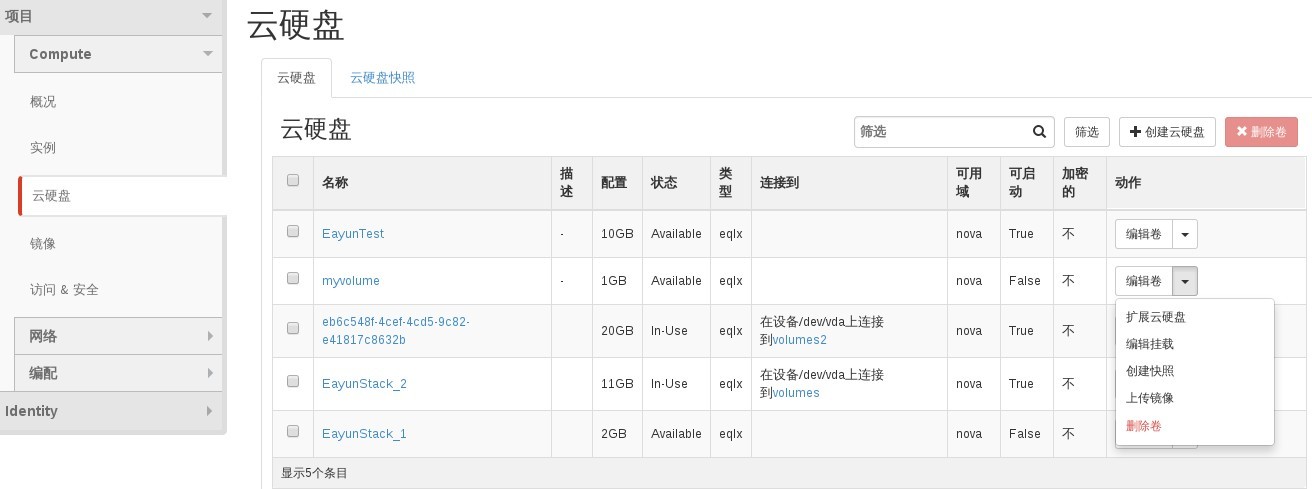 项目
Compute
概况
实例
云硬盘
镜像
访问 & 安全
网络
编配
Identity
云硬盘
云硬盘 云硬盘快照
云硬盘 筛选 筛选 创建云硬盘 删除卷
名称 描述 配置 状态 类型 连接到 可用域 可启动 加密的 动作
EayunTest - 10GB Available eqlx nova True 不 编辑卷
myvolume - 1GB Available eqlx nova False 不 编辑卷
eb6c548f-4cef-4cd5-9c82-
e41817c8632b 20GB In-Use eqlx 在设备/dev/vda上连接
到volumes2 nova True 不
EayunStack_2 11GB In-Use eqlx 在设备/dev/vda上连接
到volumes nova True 不
EayunStack_1 2GB Available eqlx nova False 不
扩展云硬盘
编辑挂载
创建快照
上传镜像
删除卷
显示5个条目